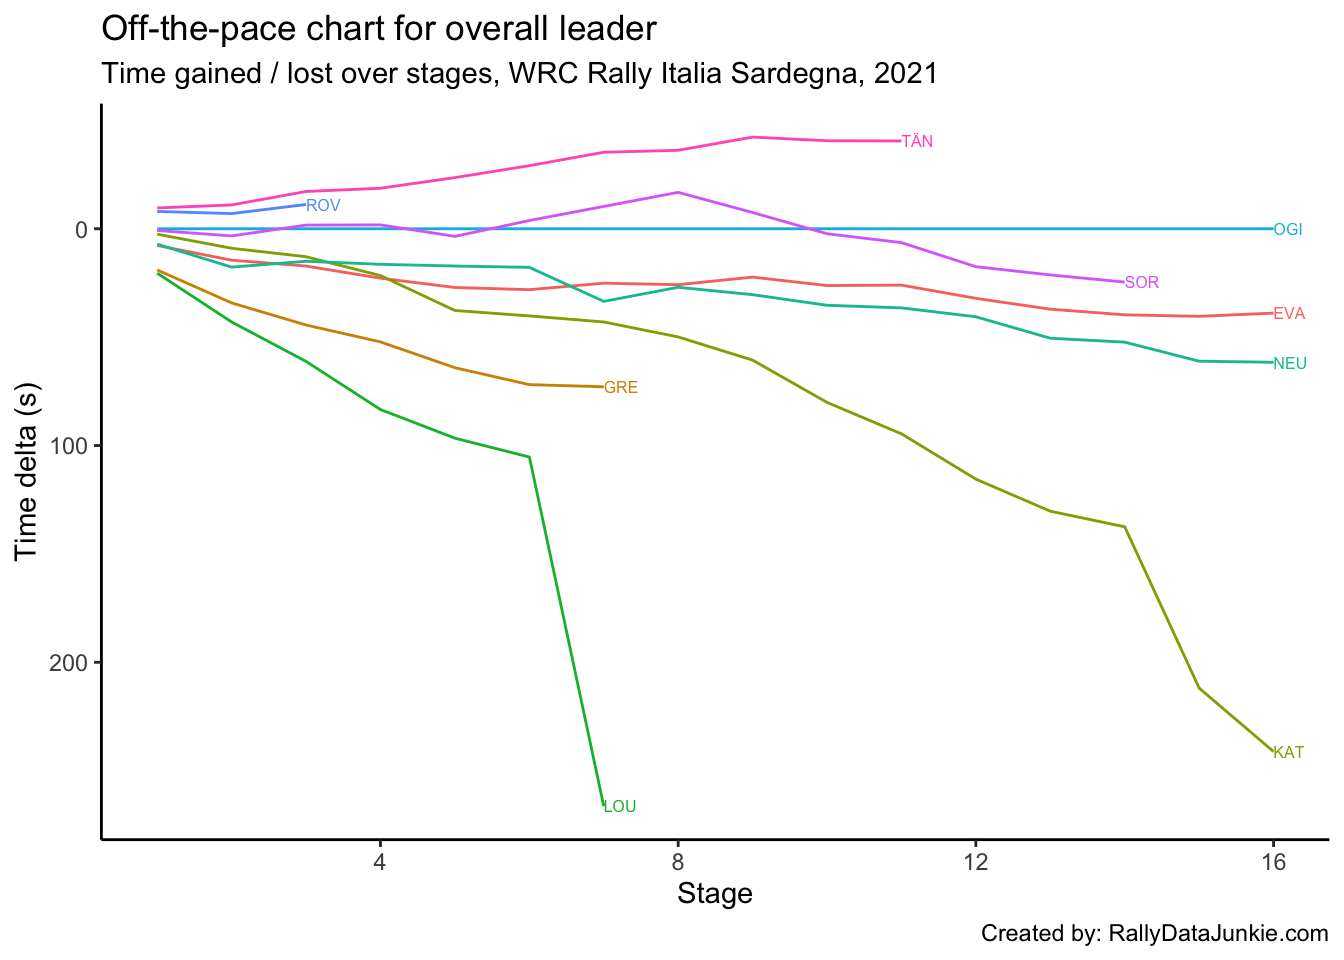 Off-the-pace chart for overall leader
Time gained / lost over stages, WRC Rally Italia Sardegna, 2021
TÄN
ROV
0
OGI
SOR
EVA
NEU
GRE
100
200
KAT
LOU
Time delta (s)
4 8 12 16
Stage
Created by: RallyDataJunkie.com